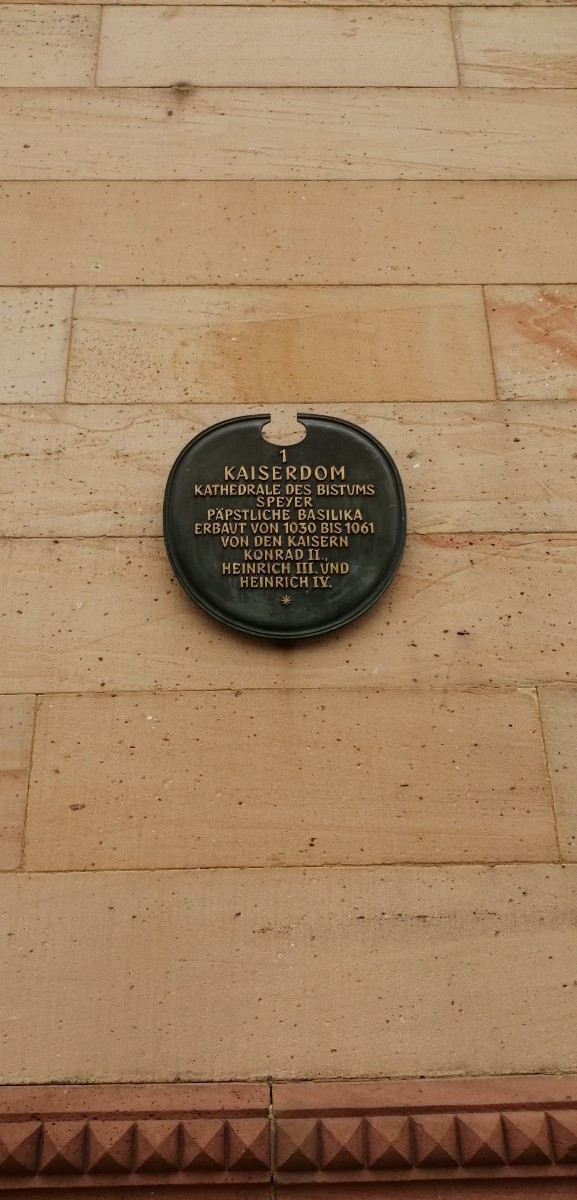 1
KAISERDOM
KATHEDRALE DES BISTUMS
SPEYER
PÄPSTLICHE BASILIKA
ERBAUT VON 1030 BIS 1061
VON DEN KAISERN
KONRAD II.,
HEINRICH III. UND
HEINRICH IV.